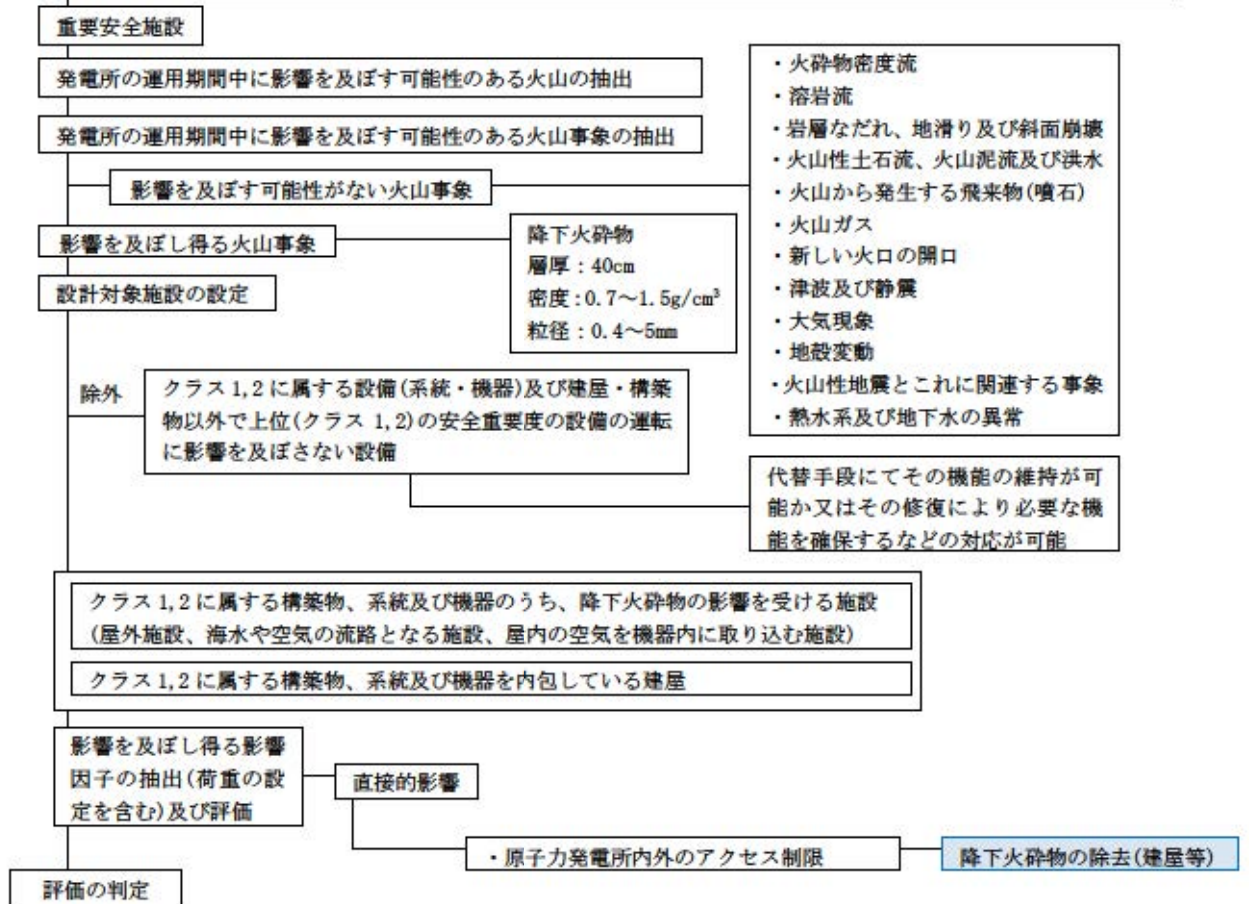 重要安全施設
発電所の運用期間中に影響を及ぼす可能性のある火山の抽出
発電所の運用期間中に影響を及ぼす可能性のある火山事象の抽出
影響を及ぼす可能性がない火山事象
・火砕物密度流
・溶岩流
・岩層なだれ、地滑り及び斜面崩壊
・火山性土石流、火山泥流及び洪水
・火山から発生する飛来物(噴石)
・火山ガス
・新しい火口の開口
・津波及び静震
・大気現象
・地殻変動
・火山性地震とこれに関連する事象
・熱水系及び地下水の異常
影響を及ぼし得る火山事象
降下火砕物
層厚：40cm
密度：0.7～1.5g/cm³
粒径：0.4～5mm
設計対象施設の設定
除外
クラス1,2に属する設備(系統・機器)及び建屋・構築
物以外で上位(クラス 1,2)の安全重要度の設備の運転
に影響を及ぼさない設備
代替手段にてその機能の維持が可
能か又はその修復により必要な機
能を確保するなどの対応が可能
クラス1,2に属する構築物、系統及び機器のうち、降下火砕物の影響を受ける施設
(屋外施設、海水や空気の流路となる施設、屋内の空気を機器内に取り込む施設)
クラス1,2に属する構築物、系統及び機器を内包している建屋
影響を及ぼし得る影響
因子の抽出(荷重の設
定を含む)及び評価
直接的影響
・原子力発電所内外のアクセス制限
降下火砕物の除去(建屋等)
評価の判定